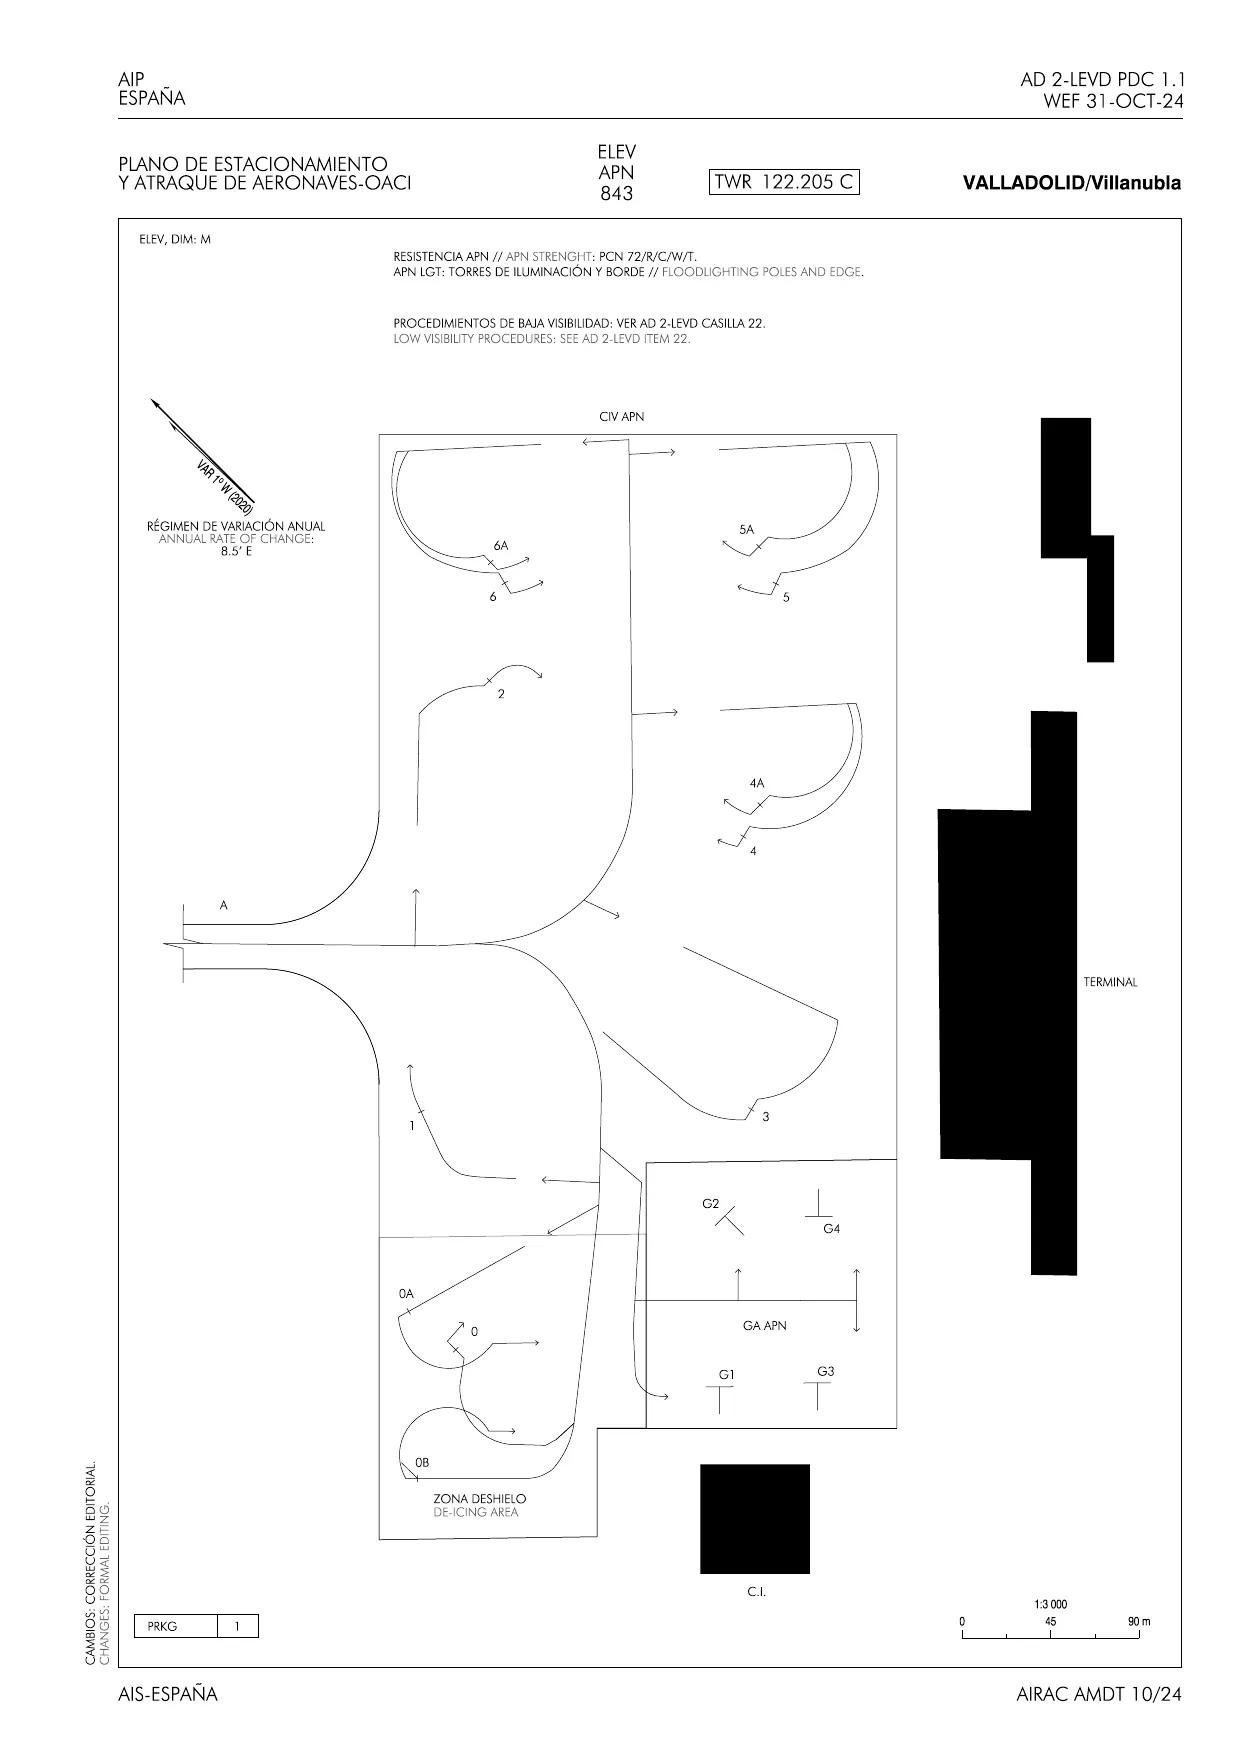 AIP
ESPAÑA
AD 2-LEVD PDC 1.1
WEF 31-OCT-24
PLANO DE ESTACIONAMIENTO
Y ATRAQUE DE AERONAVES-OACI
ELEV
APN
843
TWR 122.205 C
VALLADOLID/Villanubla
ELEV, DIM: M
RESISTENCIA APN // APN STRENGHT: PCN 72/R/C/W/T.
APN LGT: TORRES DE ILUMINACIÓN Y BORDE // FLOODLIGHTING POLES AND EDGE.
PROCEDIMIENTOS DE BAJA VISIBILIDAD: VER AD 2-LEVD CASILLA 22.
LOW VISIBILITY PROCEDURES: SEE AD 2-LEVD ITEM 22.
VAR 1º W (2020)
RÉGIMEN DE VARIACIÓN ANUAL
ANNUAL RATE OF CHANGE:
8.5' E
CIV APN
5A
6A
6
5
2
4A
4
A
TERMINAL
3
1
G2
G4
0A
0
GA APN
G1
G3
0B
ZONA DESHIELO
DE-ICING AREA
C.I.
CAMBIOS: CORRECCIÓN EDITORIAL.
CHANGES: FORMAL EDITING.
PRKG 1
1:3 000
0 45 90 m
AIS-ESPAÑA
AIRAC AMDT 10/24